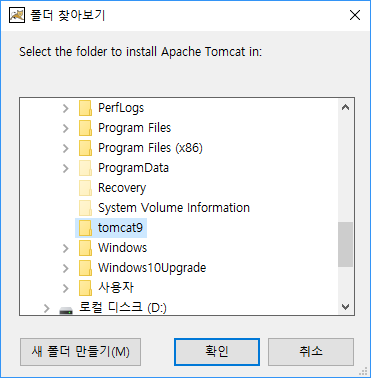 폴더 찾아보기
Select the folder to install Apache Tomcat in:
PerfLogs
Program Files
Program Files (x86)
ProgramData
Recovery
System Volume Information
tomcat9
Windows
Windows10Upgrade
사용자
로컬 디스크 (D:)
새 폴더 만들기(M)
확인
취소